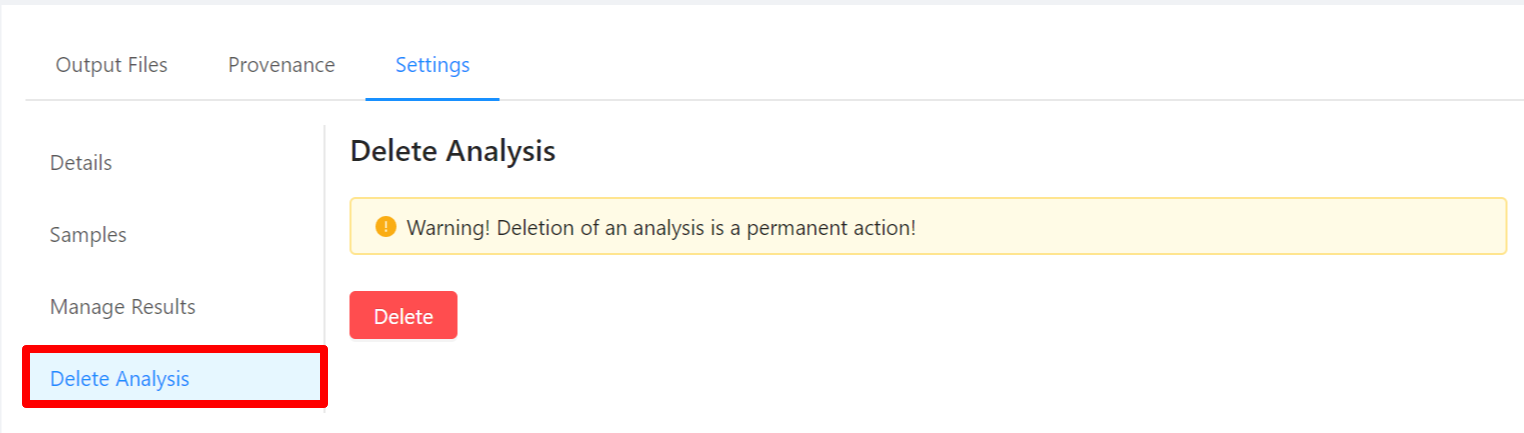 Output Files
Provenance
Settings
Details
Samples
Manage Results
Delete Analysis
Delete Analysis
Warning! Deletion of an analysis is a permanent action!
Delete